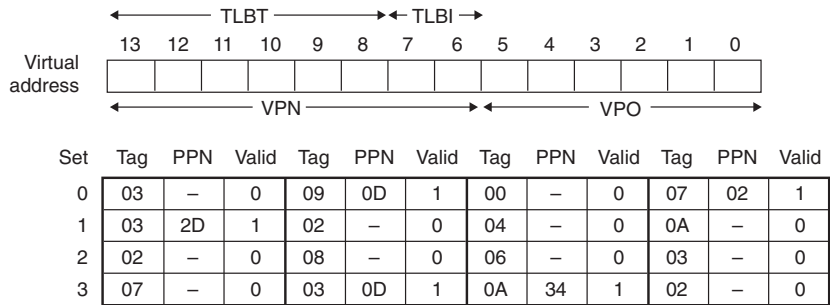 TLBT TLBI
13 12 11 10 9 8 7 6 5 4 3 2 1 0
Virtual
address
VPN VPO
Set Tag PPN Valid Tag PPN Valid Tag PPN Valid Tag PPN Valid
0 03 – 0 09 0D 1 00 – 0 07 02 1
1 03 2D 1 02 – 0 04 – 0 0A – 0
2 02 – 0 08 – 0 06 – 0 03 – 0
3 07 – 0 03 0D 1 0A 34 1 02 – 0